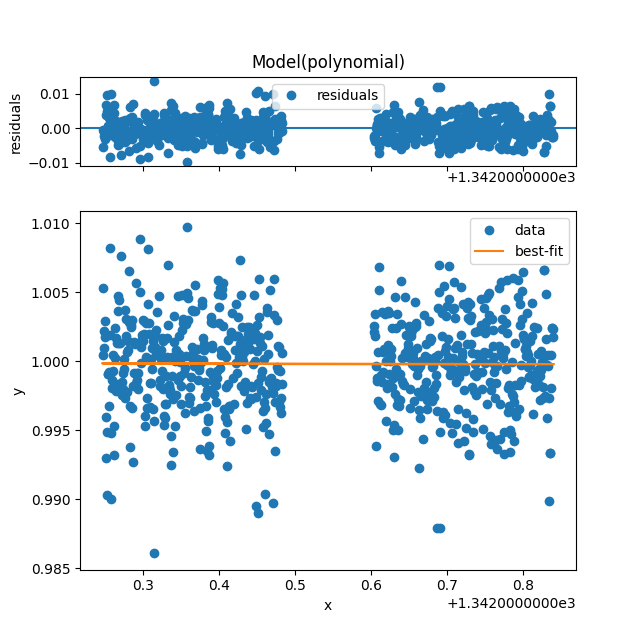 Model(polynomial)
residuals
0.01
0.00
−0.01
residuals
+1.3420000000e3
1.010
1.005
1.000
0.995
0.990
0.985
y
data
best-fit
0.3 0.4 0.5 0.6 0.7 0.8
x
+1.3420000000e3